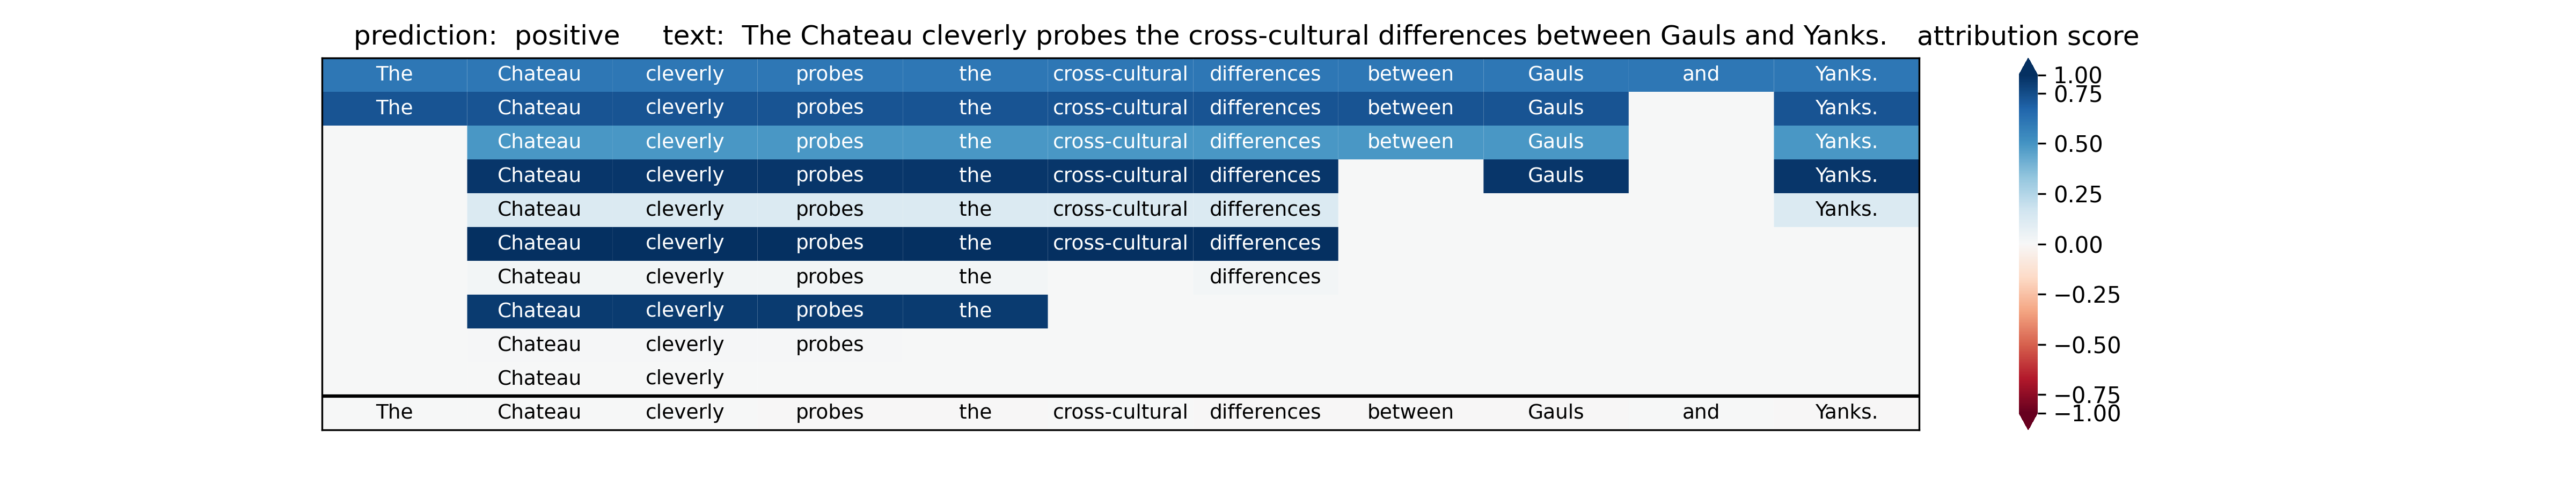 prediction: positive text: The Chateau cleverly probes the cross-cultural differences between Gauls and Yanks. attribution score
The Chateau cleverly probes the cross-cultural differences between Gauls and Yanks.
The Chateau cleverly probes the cross-cultural differences between Gauls Yanks.
Chateau cleverly probes the cross-cultural differences between Gauls Yanks.
Chateau cleverly probes the cross-cultural differences Gauls Yanks.
Chateau cleverly probes the cross-cultural differences Yanks.
Chateau cleverly probes the cross-cultural differences
Chateau cleverly probes the differences
Chateau cleverly probes the
Chateau cleverly probes
Chateau cleverly
The Chateau cleverly probes the cross-cultural differences between Gauls and Yanks.
1.00
0.75
0.50
0.25
0.00
−0.25
−0.50
−0.75
−1.00